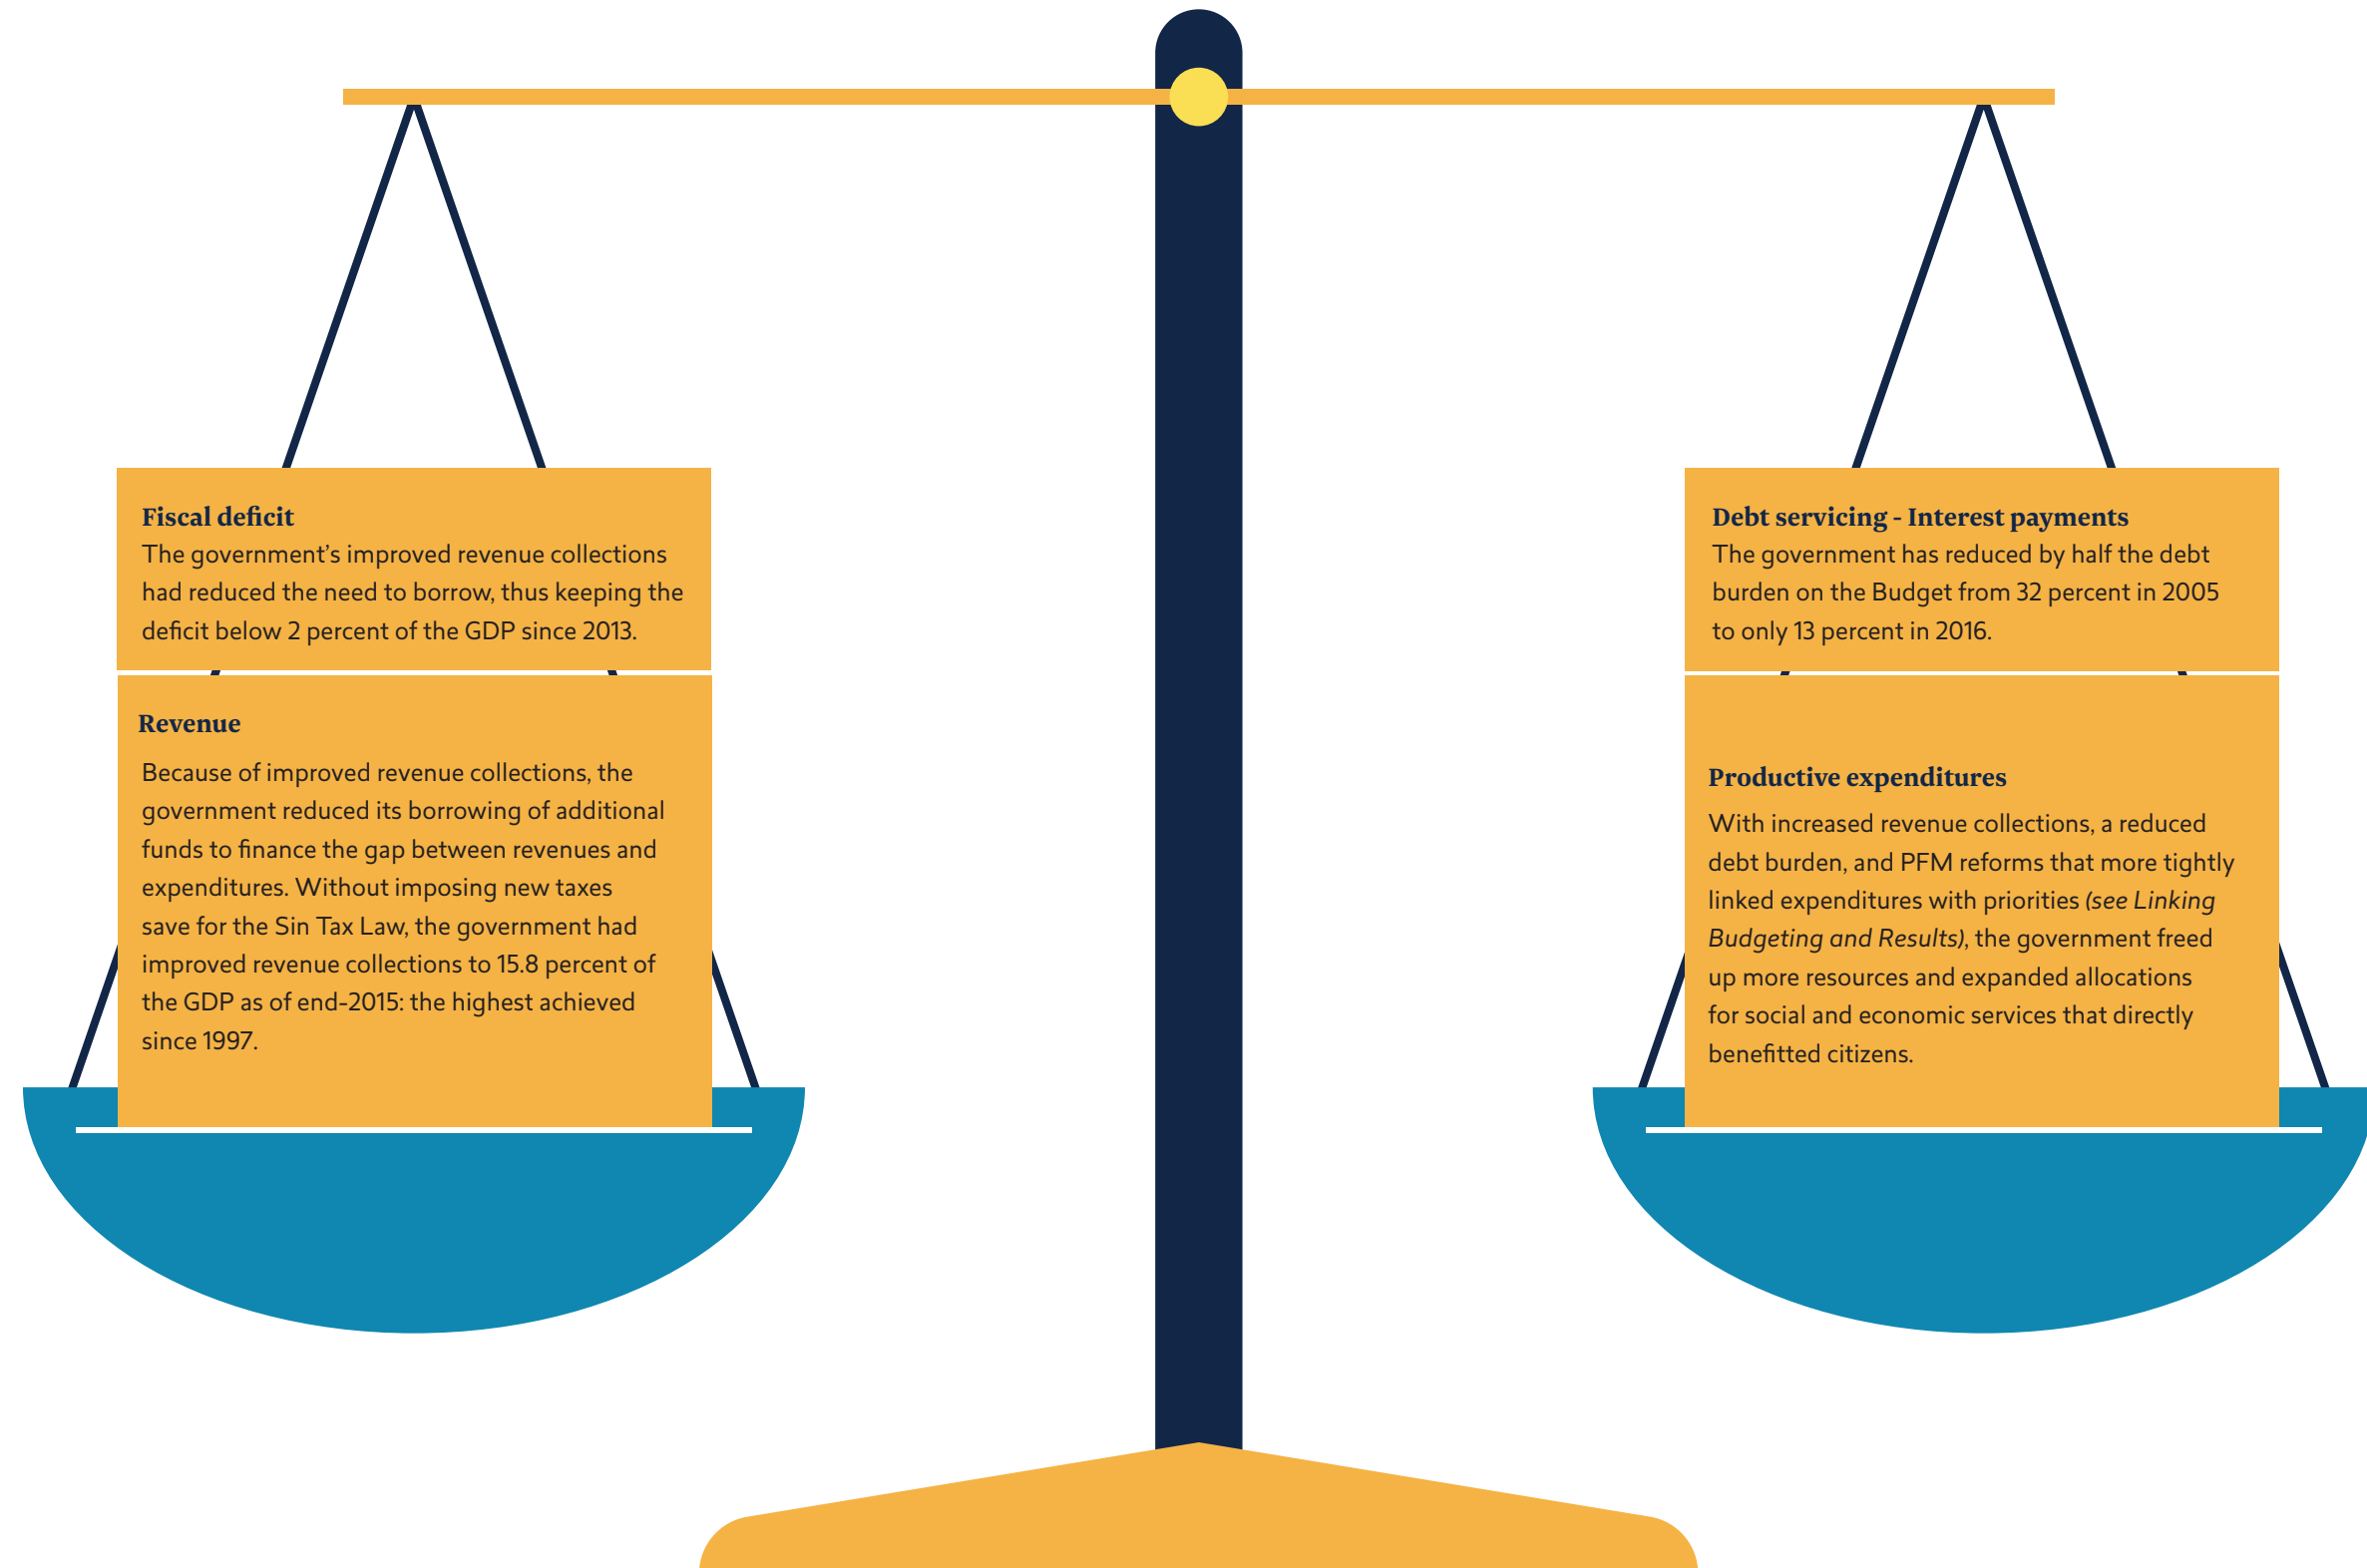 Fiscal deficit
The government’s improved revenue collections
had reduced the need to borrow, thus keeping the
deficit below 2 percent of the GDP since 2013.
Revenue
Because of improved revenue collections, the
government reduced its borrowing of additional
funds to finance the gap between revenues and
expenditures. Without imposing new taxes
save for the Sin Tax Law, the government had
improved revenue collections to 15.8 percent of
the GDP as of end-2015: the highest achieved
since 1997.
Debt servicing - Interest payments
The government has reduced by half the debt
burden on the Budget from 32 percent in 2005
to only 13 percent in 2016.
Productive expenditures
With increased revenue collections, a reduced
debt burden, and PFM reforms that more tightly
linked expenditures with priorities (see Linking
Budgeting and Results), the government freed
up more resources and expanded allocations
for social and economic services that directly
benefitted citizens.